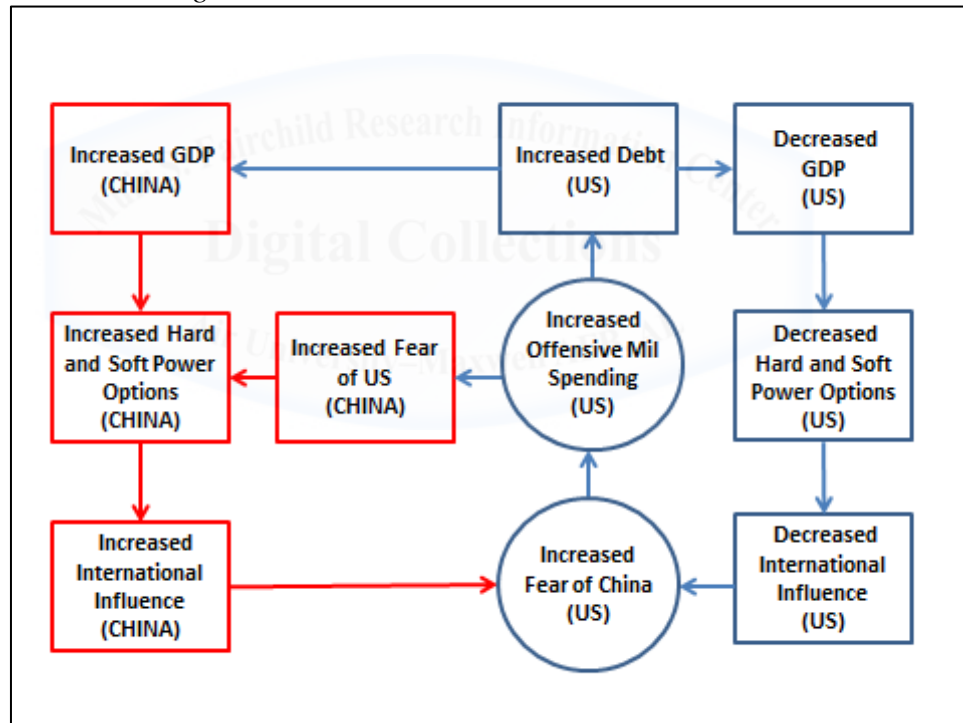 Increased GDP
(CHINA)
Increased Debt
(US)
Decreased
GDP
(US)
Digital Collections
Increased Hard
and Soft Power
Options
(CHINA)
Increased Fear
of US
(CHINA)
Increased
Offensive Mil
Spending
(US)
Decreased
Hard and Soft
Power Options
(US)
Increased
International
Influence
(CHINA)
Increased
Fear of China
(US)
Decreased
International
Influence
(US)